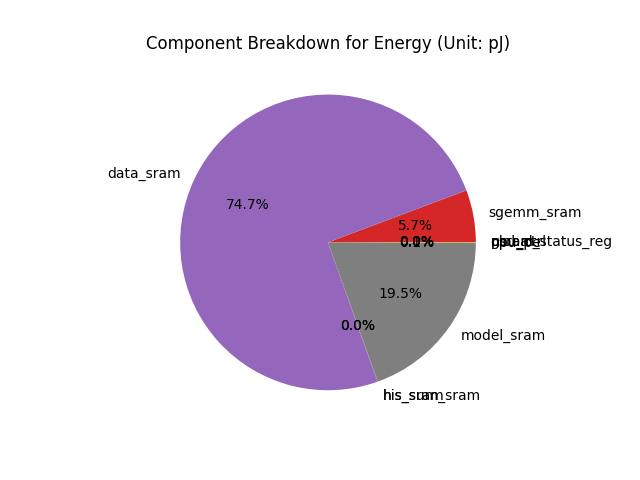 Component Breakdown for Energy (Unit: pJ)
data_sram
74.7%
sgemm_sram
5.7%
19.5%
model_sram
0.0%